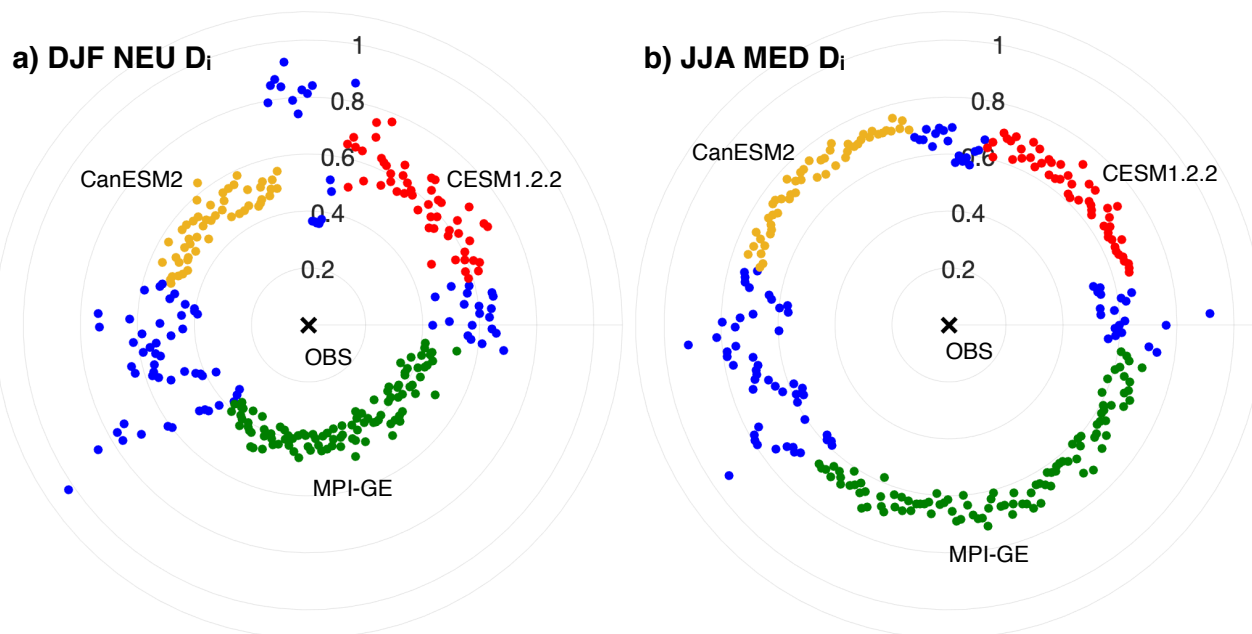 a) DJF NEU Di
1
0.8
0.6
0.4
0.2
CanESM2
CESM1.2.2
OBS
MPI-GE
b) JJA MED Di
1
0.8
0.6
0.4
0.2
CanESM2
CESM1.2.2
OBS
MPI-GE